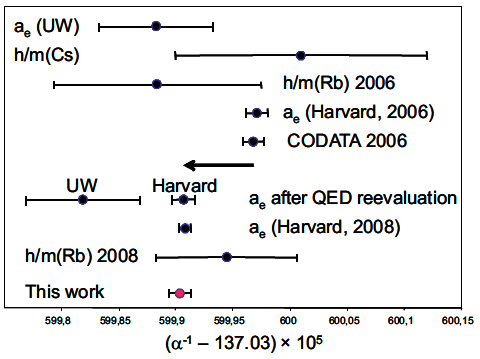 aₑ (UW)
h/m(Cs)
h/m(Rb) 2006
aₑ (Harvard, 2006)
CODATA 2006
UW Harvard
aₑ after QED reevaluation
aₑ (Harvard, 2008)
h/m(Rb) 2008
This work
599,8 599,85 599,9 599,95 600 600,05 600,1 600,15
(α⁻¹ – 137.03) × 10⁵